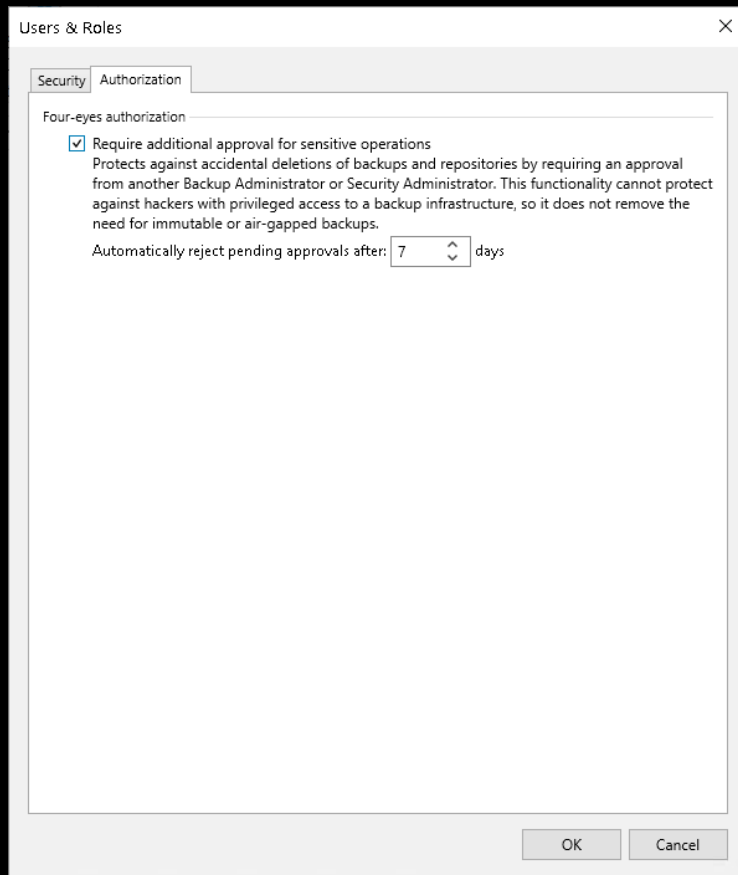 Users & Roles
Security
Authorization
Four-eyes authorization
Require additional approval for sensitive operations
Protects against accidental deletions of backups and repositories by requiring an approval
from another Backup Administrator or Security Administrator. This functionality cannot protect
against hackers with privileged access to a backup infrastructure, so it does not remove the
need for immutable or air-gapped backups.
Automatically reject pending approvals after: 7 days
OK
Cancel